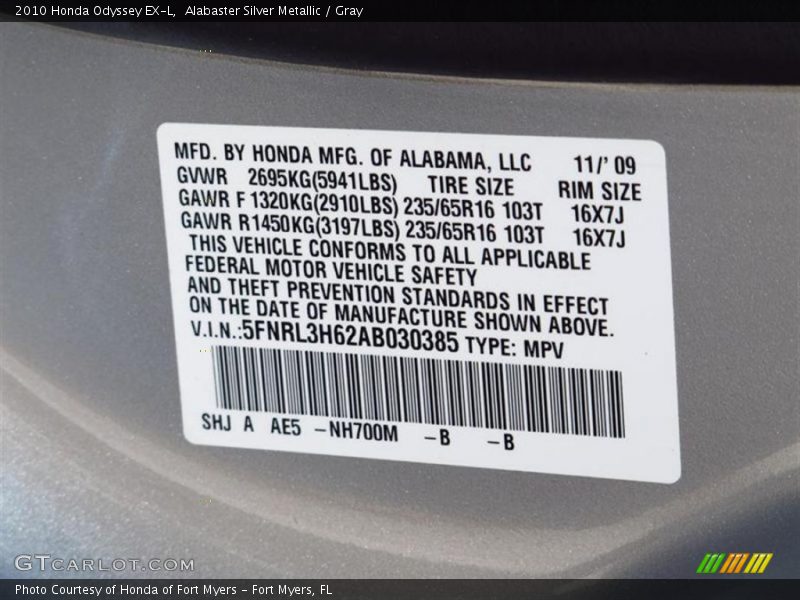 2010 Honda Odyssey EX-L,  Alabaster Silver Metallic / Gray
MFD. BY HONDA MFG. OF ALABAMA, LLC 11/' 09
GVWR 2695KG(5941LBS) TIRE SIZE RIM SIZE
GAWR F 1320KG(2910LBS) 235/65R16 103T 16X7J
GAWR R1450KG(3197LBS) 235/65R16 103T 16X7J
THIS VEHICLE CONFORMS TO ALL APPLICABLE
FEDERAL MOTOR VEHICLE SAFETY
AND THEFT PREVENTION STANDARDS IN EFFECT
ON THE DATE OF MANUFACTURE SHOWN ABOVE.
V.I.N.:5FNRL3H62AB030385 TYPE: MPV
SHJ A AE5 -NH700M -B -B
GTCARLOT.COM
Photo Courtesy of Honda of Fort Myers - Fort Myers, FL